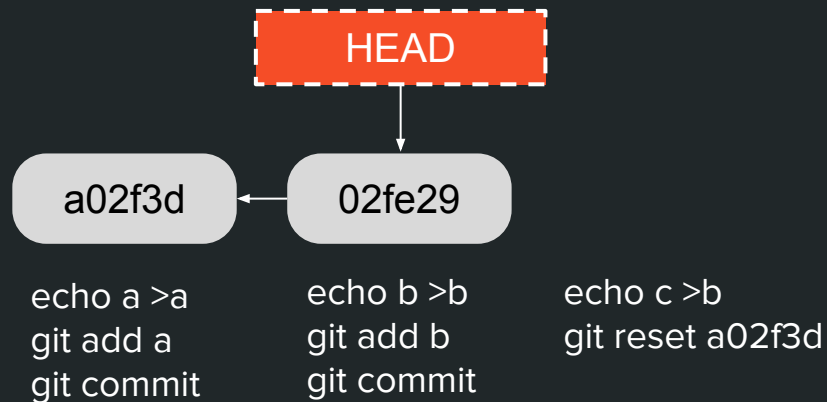 HEAD
a02f3d
02fe29
echo a >a
git add a
git commit
echo b >b
git add b
git commit
echo c >b
git reset a02f3d